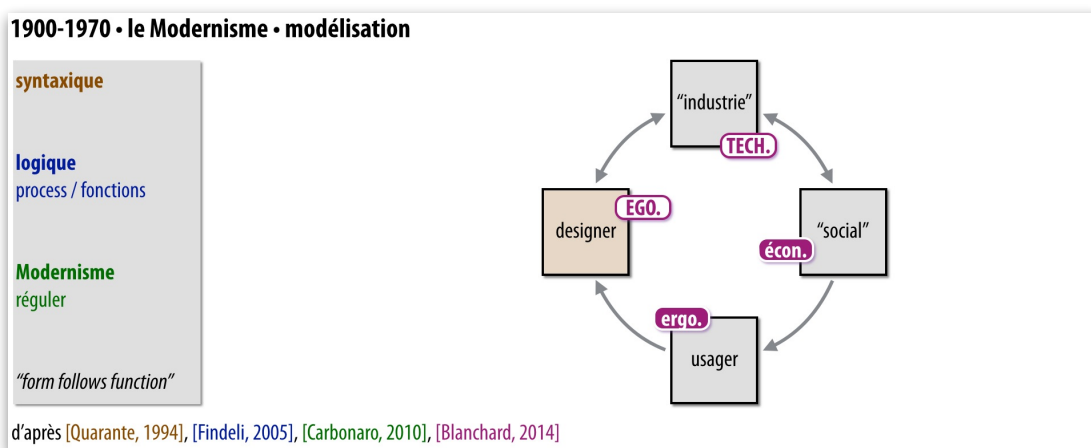 1900-1970 • le Modernisme • modélisation
syntaxique
logique
process / fonctions
Modernisme
réguler
“form follows function”
“industrie”
TECH.
designer
EGO.
“social”
écon.
ergo.
usager
d’après [Quarante, 1994], [Findeli, 2005], [Carbonaro, 2010], [Blanchard, 2014]